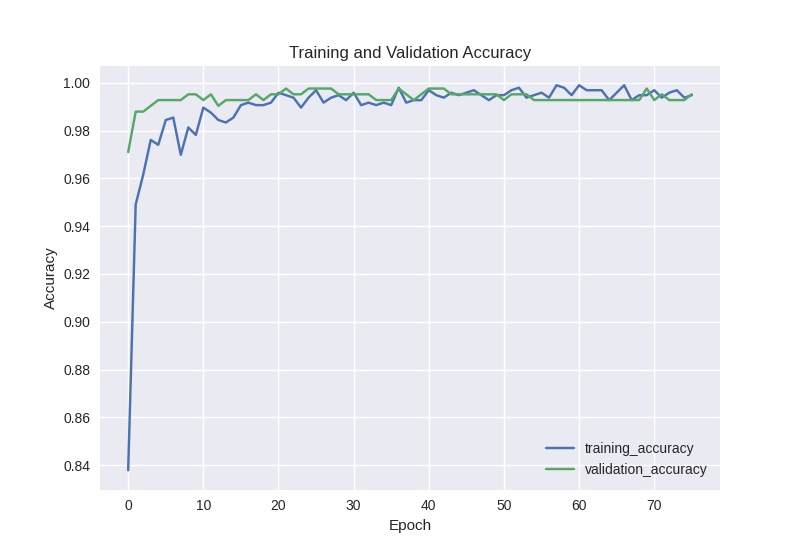 Training and Validation Accuracy
1.00
0.98
0.96
0.94
0.92
0.90
0.88
0.86
0.84
Accuracy
training_accuracy
validation_accuracy
0 10 20 30 40 50 60 70
Epoch